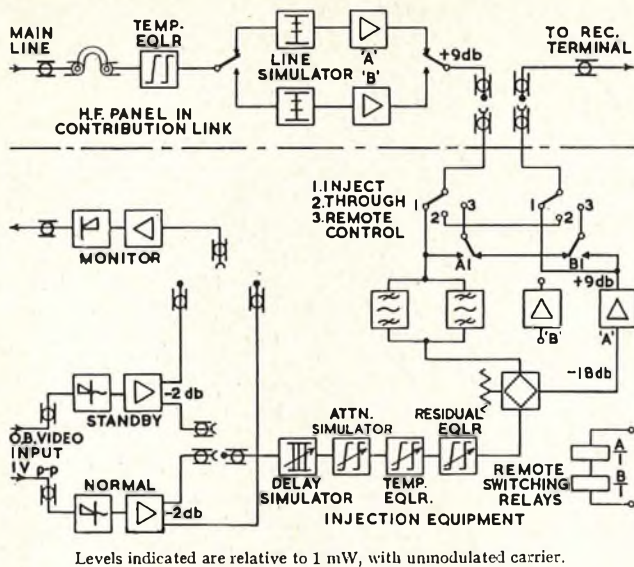 MAIN
LINE
TEMP.
EQLR
LINE
SIMULATOR
'A'
'B'
+9db
TO REC.
TERMINAL
H.F. PANEL IN
CONTRIBUTION LINK
1. INJECT
2. THROUGH
3. REMOTE
CONTROL
1
2
3
1
2
3
A1
B1
+9db
MONITOR
'B'
'A'
-18db
-2db
STANDBY
O.B. VIDEO
INPUT
1V p-p
NORMAL
-2db
DELAY
SIMULATOR
ATTN.
SIMULATOR
TEMP.
EQLR.
RESIDUAL
EQLR
REMOTE
SWITCHING
RELAYS
A
1
B
1
INJECTION EQUIPMENT
Levels indicated are relative to 1 mW, with unmodulated carrier.